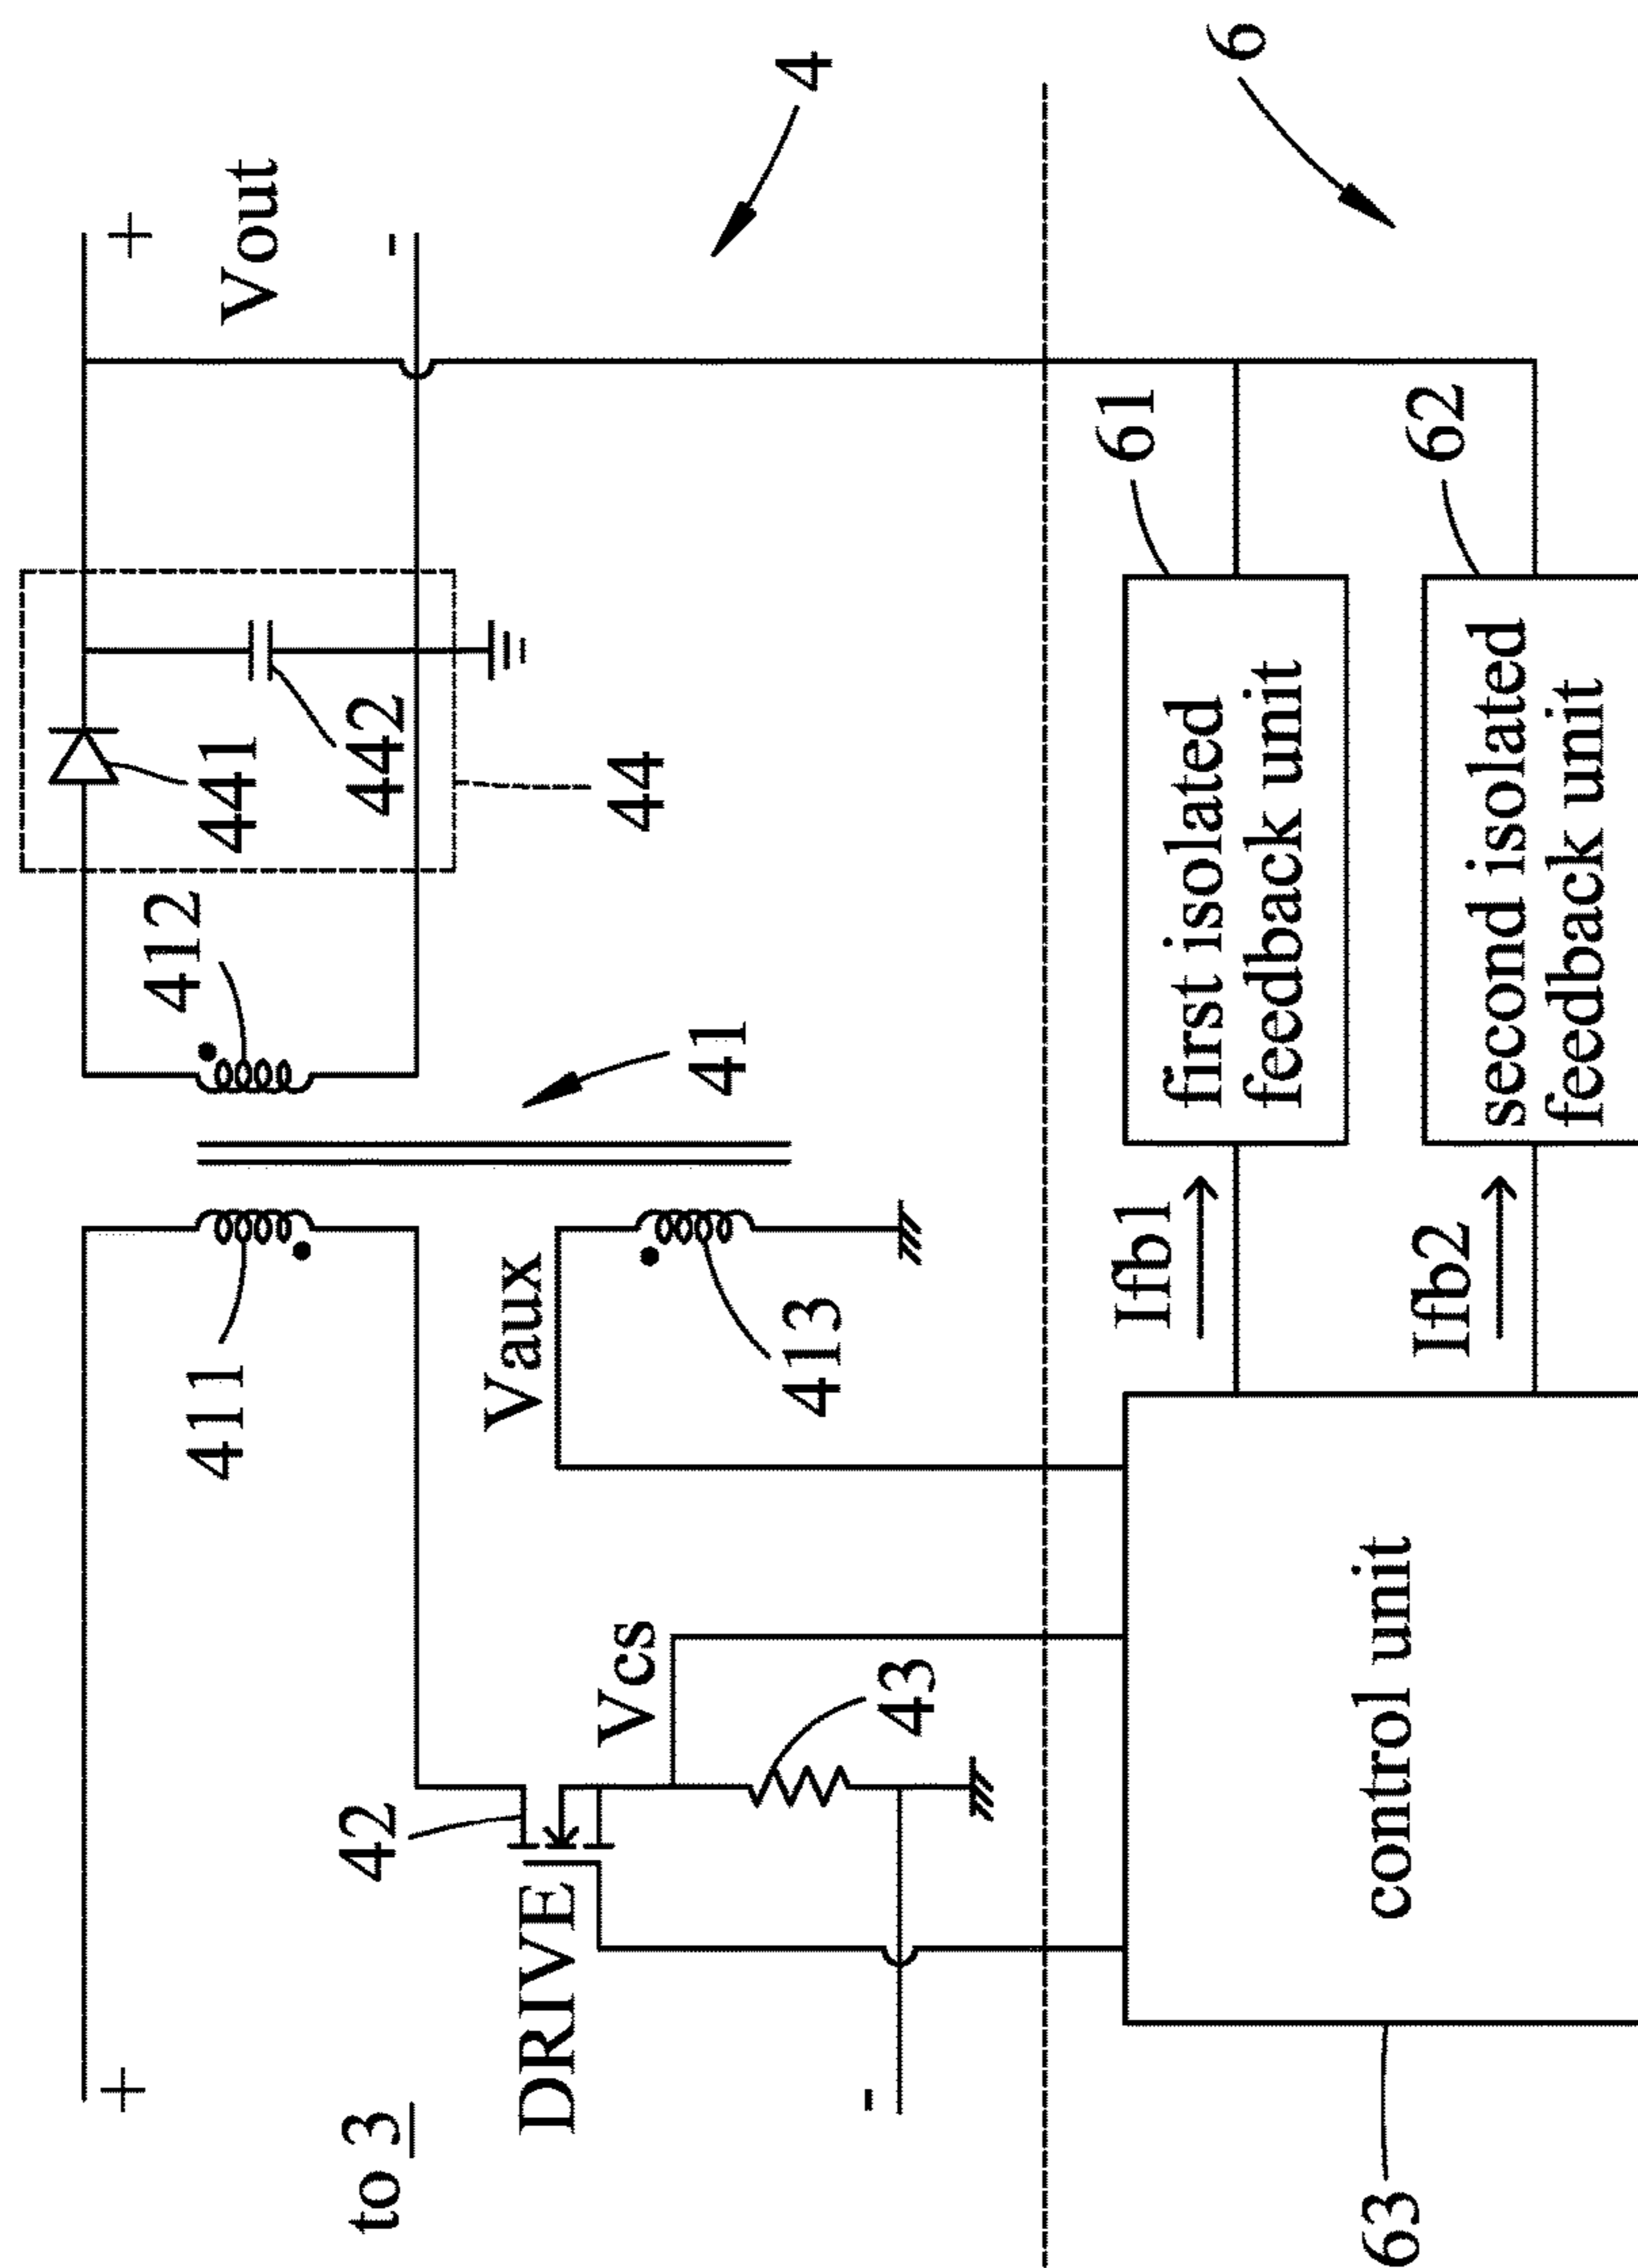 +
Vout
-
4
441
442
44
412
41
411
Vaux
413
Vcs
43
42
DRIVE
+
to 3
-
6
61
first isolated
feedback unit
62
second isolated
feedback unit
Ifb1
Ifb2
control unit
63